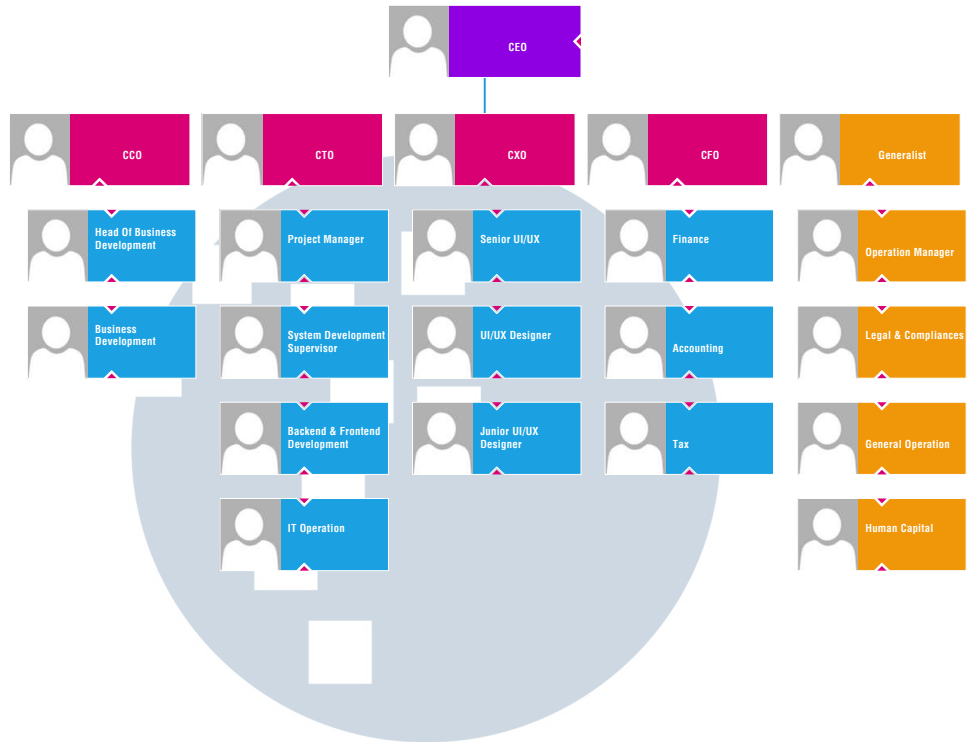 CEO
CCO
CTO
CXO
CFO
Generalist
Head Of Business
Development
Project Manager
Senior UI/UX
Finance
Operation Manager
Business
Development
System Development
Supervisor
UI/UX Designer
Accounting
Legal & Compliances
Backend & Frontend
Development
Junior UI/UX
Designer
Tax
General Operation
IT Operation
Human Capital